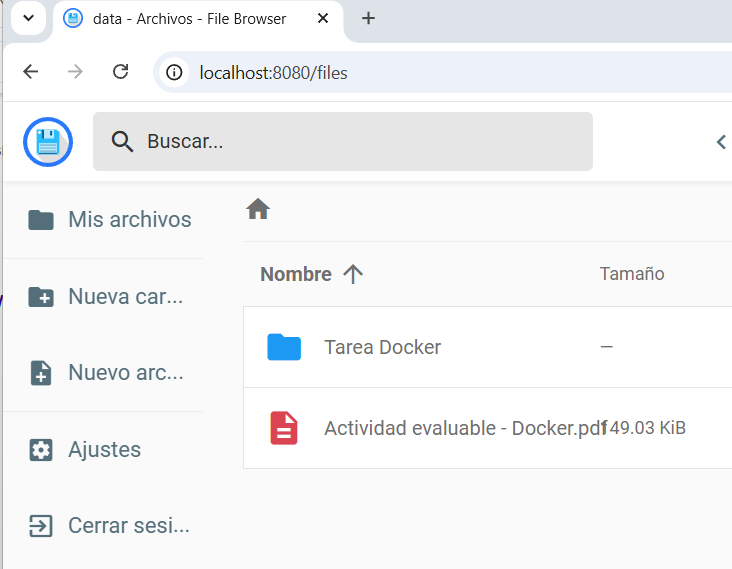 data - Archivos - File Browser
localhost:8080/files
Buscar...
Mis archivos
Nueva car...
Nuevo arc...
Ajustes
Cerrar sesi...
Nombre
Tamaño
Tarea Docker
—
Actividad evaluable - Docker.pdf
49.03 KiB